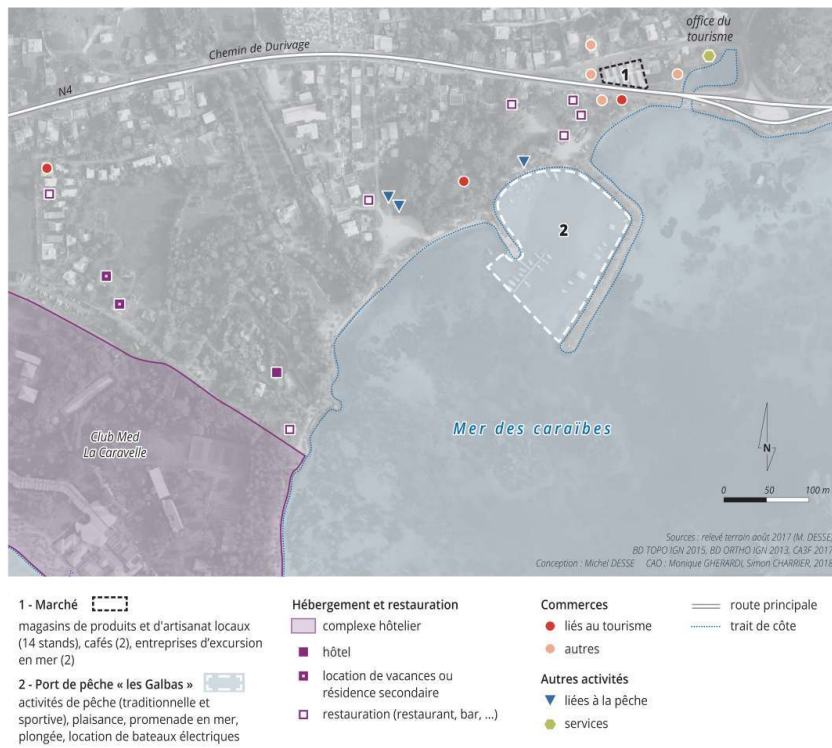 office du
tourisme
Chemin de Durivage
N4
1
2
Club Med
La Caravelle
Mer des caraïbes
N
0 50 100 m
Sources : relevé terrain août 2017 (M. DESSE)
BD TOPO IGN 2015, BD ORTHO IGN 2013, CA3F 2017
Conception : Michel DESSE CAO : Monique GHERARDI, Simon CHARRIER, 2018
1 - Marché
magasins de produits et d'artisanat locaux
(14 stands), cafés (2), entreprises d'excursion
en mer (2)
2 - Port de pêche « les Galbas »
activités de pêche (traditionnelle et
sportive), plaisance, promenade en mer,
plongée, location de bateaux électriques
Hébergement et restauration
complexe hôtelier
hôtel
location de vacances ou
résidence secondaire
restauration (restaurant, bar, ...)
Commerces
liés au tourisme
autres
Autres activités
liées à la pêche
services
route principale
trait de côte